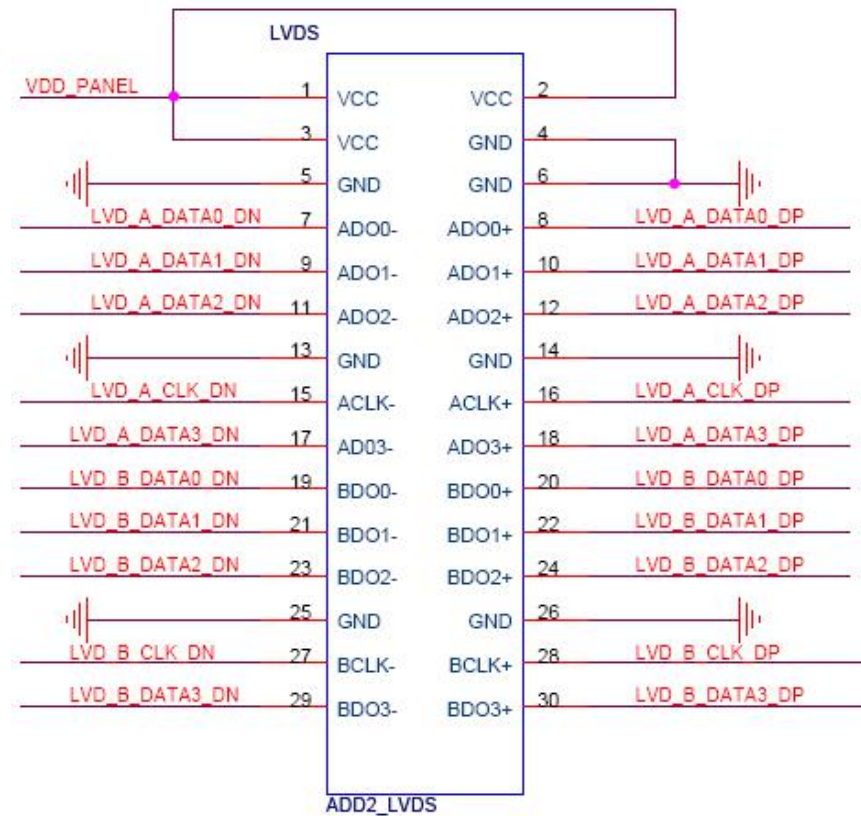 LVDS
VDD_PANEL 1 VCC VCC 2
3 VCC GND 4
5 GND GND 6
LVD_A_DATA0_DN 7 ADO0- ADO0+ 8 LVD_A_DATA0_DP
LVD_A_DATA1_DN 9 ADO1- ADO1+ 10 LVD_A_DATA1_DP
LVD_A_DATA2_DN 11 ADO2- ADO2+ 12 LVD_A_DATA2_DP
13 GND GND 14
LVD_A_CLK_DN 15 ACLK- ACLK+ 16 LVD_A_CLK_DP
LVD_A_DATA3_DN 17 AD03- ADO3+ 18 LVD_A_DATA3_DP
LVD_B_DATA0_DN 19 BDO0- BDO0+ 20 LVD_B_DATA0_DP
LVD_B_DATA1_DN 21 BDO1- BDO1+ 22 LVD_B_DATA1_DP
LVD_B_DATA2_DN 23 BDO2- BDO2+ 24 LVD_B_DATA2_DP
25 GND GND 26
LVD_B_CLK_DN 27 BCLK- BCLK+ 28 LVD_B_CLK_DP
LVD_B_DATA3_DN 29 BDO3- BDO3+ 30 LVD_B_DATA3_DP
ADD2_LVDS